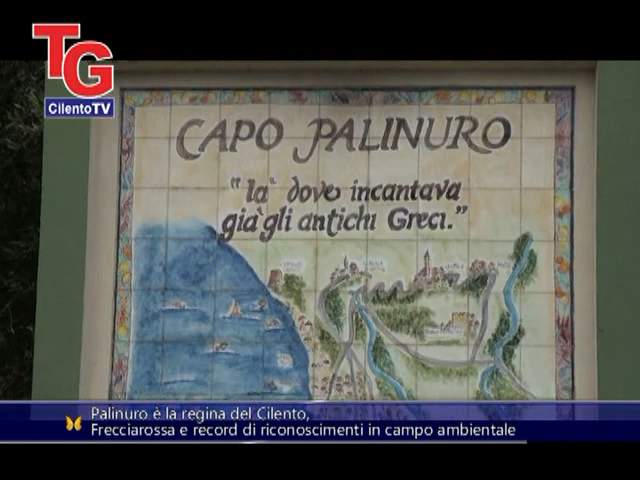 TG
CilentoTV
CAPO PALINURO
"la" dove incantava
gia' gli antichi Greci."
Palinuro è la regina del Cilento,
Frecciarossa e record di riconoscimenti in campo ambientale